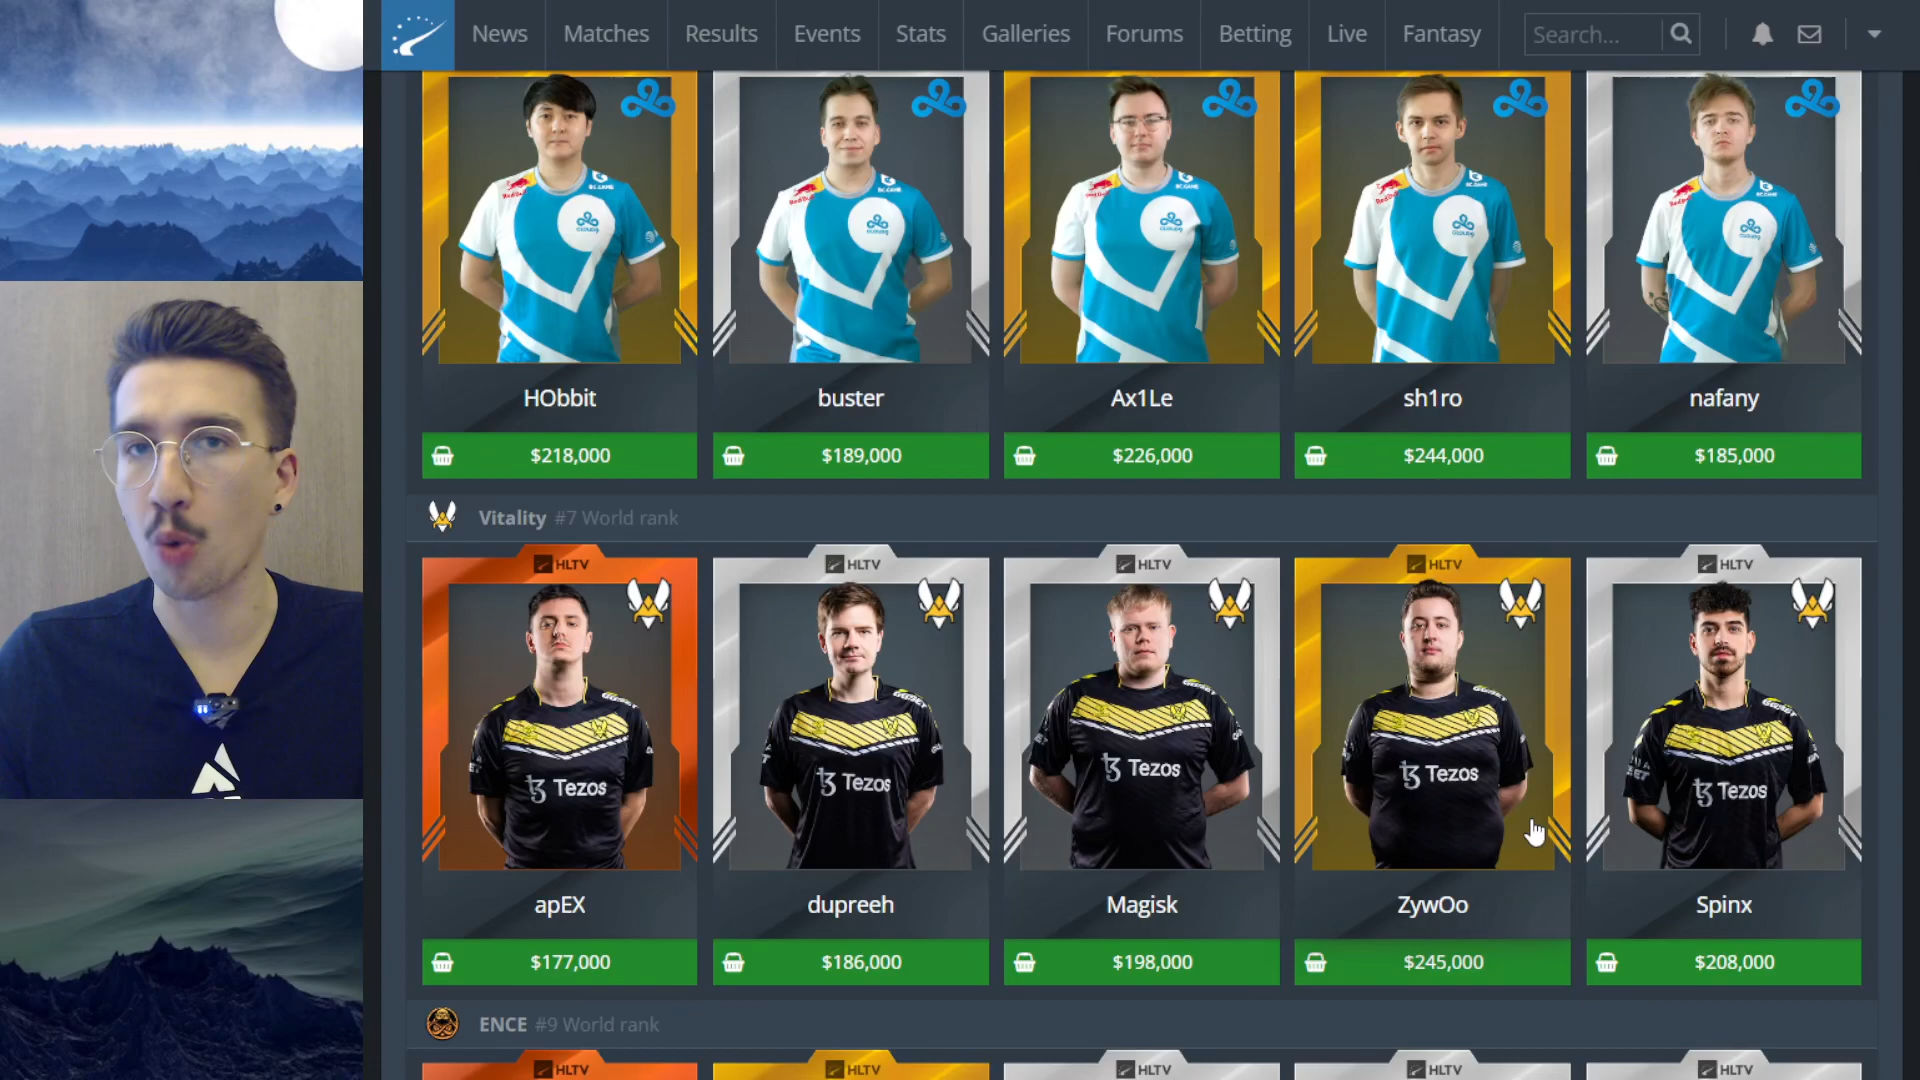 News Matches Results Events Stats Galleries Forums Betting Live Fantasy Search...
HObbit buster Ax1Le sh1ro nafany
$218,000 $189,000 $226,000 $244,000 $185,000
Vitality #7 World rank
HLTV HLTV HLTV HLTV HLTV
Tezos Tezos Tezos Tezos Tezos
apEX dupreeh Magisk ZywOo Spinx
$177,000 $186,000 $198,000 $245,000 $208,000
ENCE #9 World rank
HLTV HLTV HLTV HLTV HLTV